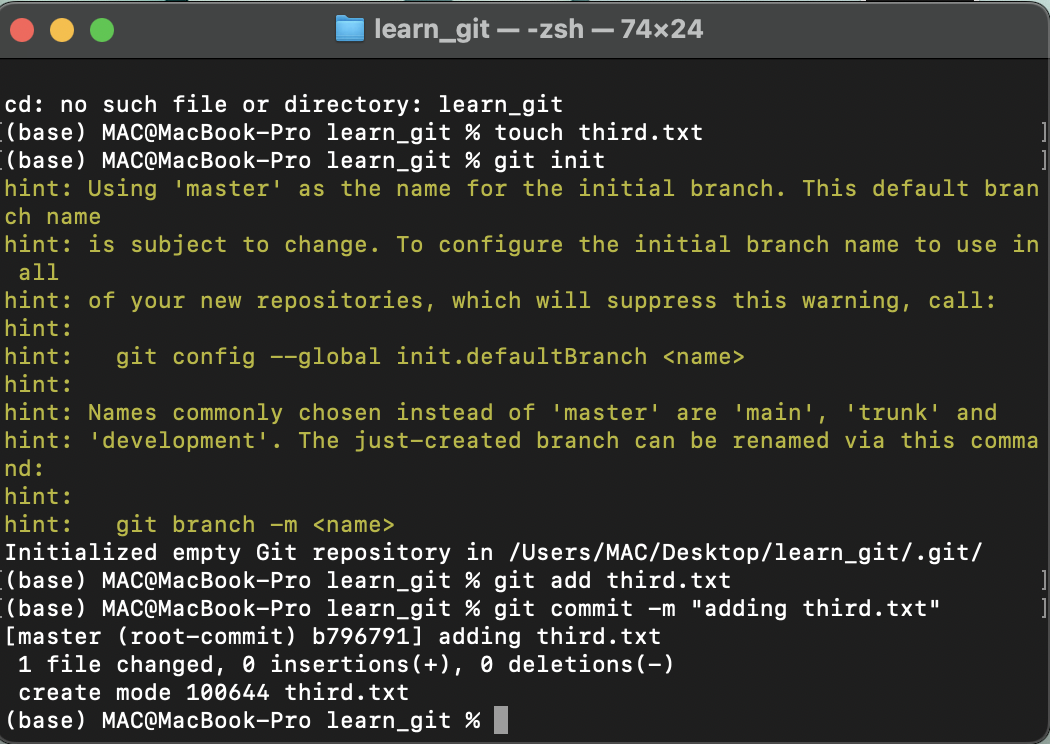 learn_git — -zsh — 74×24
cd: no such file or directory: learn_git
[(base) MAC@MacBook-Pro learn_git % touch third.txt ]
[(base) MAC@MacBook-Pro learn_git % git init ]
hint: Using 'master' as the name for the initial branch. This default bran
ch name
hint: is subject to change. To configure the initial branch name to use in
 all
hint: of your new repositories, which will suppress this warning, call:
hint:
hint:   git config --global init.defaultBranch <name>
hint:
hint: Names commonly chosen instead of 'master' are 'main', 'trunk' and
hint: 'development'. The just-created branch can be renamed via this comma
nd:
hint:
hint:   git branch -m <name>
Initialized empty Git repository in /Users/MAC/Desktop/learn_git/.git/
[(base) MAC@MacBook-Pro learn_git % git add third.txt ]
[(base) MAC@MacBook-Pro learn_git % git commit -m "adding third.txt" ]
[master (root-commit) b796791] adding third.txt
 1 file changed, 0 insertions(+), 0 deletions(-)
 create mode 100644 third.txt
(base) MAC@MacBook-Pro learn_git %